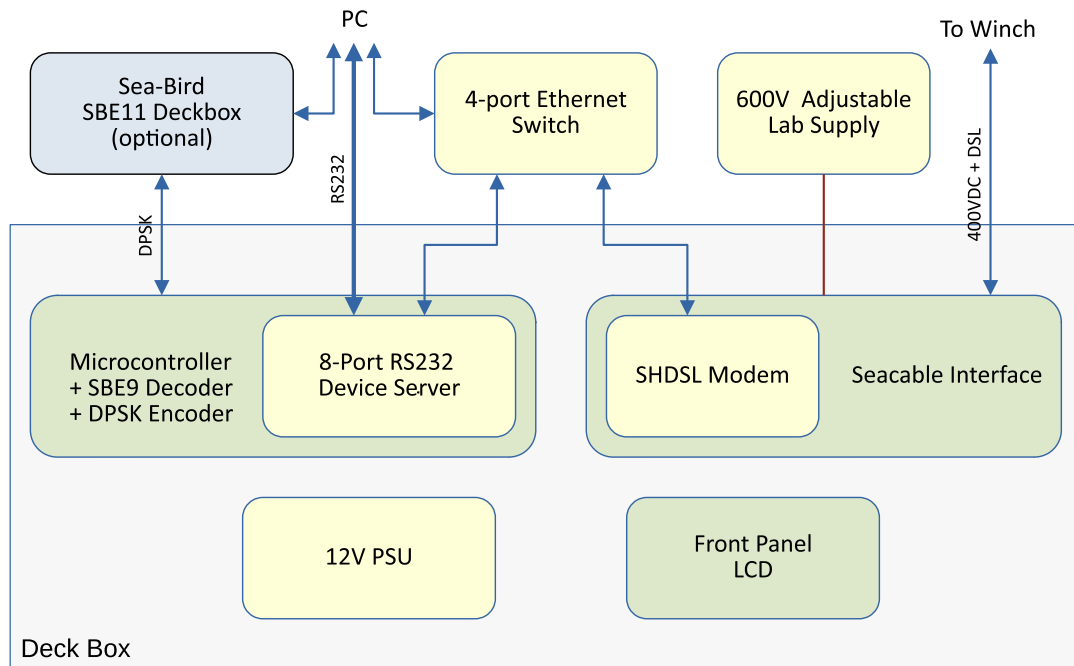 PC
To Winch
Sea-Bird
SBE11 Deckbox
(optional)
4-port Ethernet
Switch
600V  Adjustable
Lab Supply
DPSK
RS232
400VDC + DSL
Microcontroller
+ SBE9 Decoder
+ DPSK Encoder
8-Port RS232
Device Server
SHDSL Modem
Seacable Interface
12V PSU
Front Panel
LCD
Deck Box